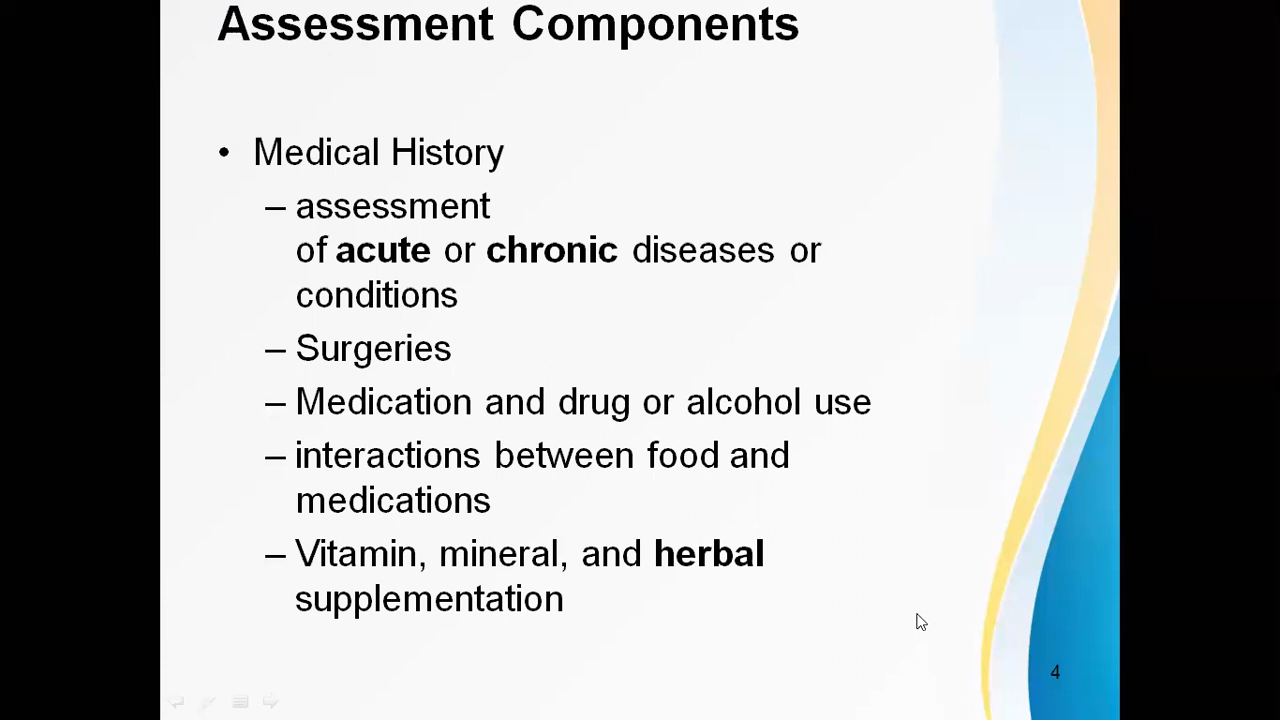 Assessment Components
• Medical History
– assessment
of acute or chronic diseases or
conditions
– Surgeries
– Medication and drug or alcohol use
– interactions between food and
medications
– Vitamin, mineral, and herbal
supplementation
4